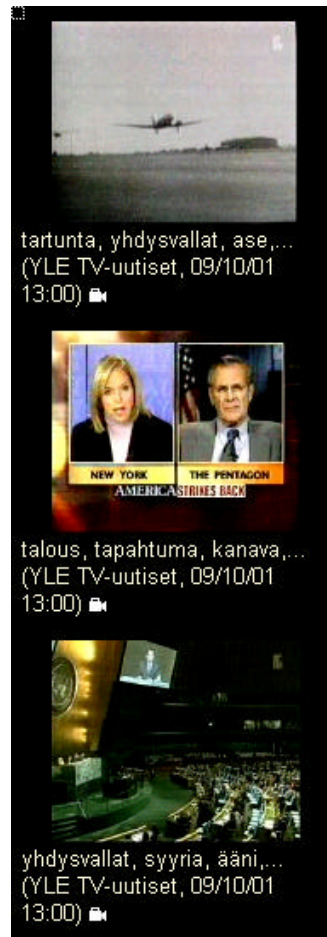 tartunta, yhdysvallat, ase,...
(YLE TV-uutiset, 09/10/01
13:00)
NEW YORK
THE PENTAGON
AMERICA STRIKES BACK
talous, tapahtuma, kanava,...
(YLE TV-uutiset, 09/10/01
13:00)
yhdysvallat, syyria, ääni,...
(YLE TV-uutiset, 09/10/01
13:00)